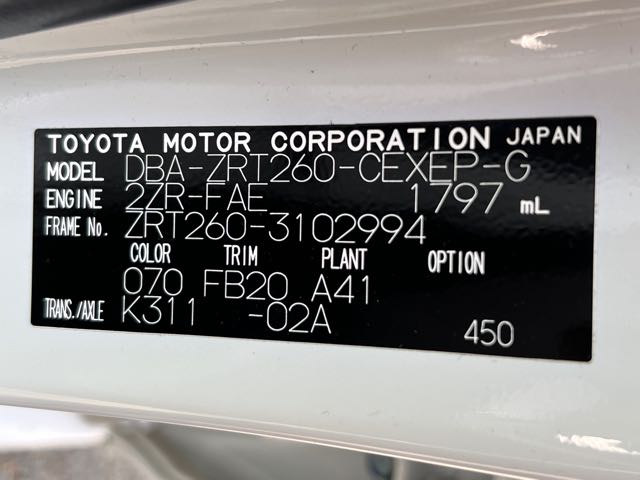 TOYOTA MOTOR CORPORATION JAPAN
MODEL DBA-ZRT260-CEXEP-G
ENGINE 2ZR-FAE 1797 mL
FRAME No. ZRT260-3102994
COLOR TRIM PLANT OPTION
070 FB20 A41
TRANS./AXLE K311 -02A
450